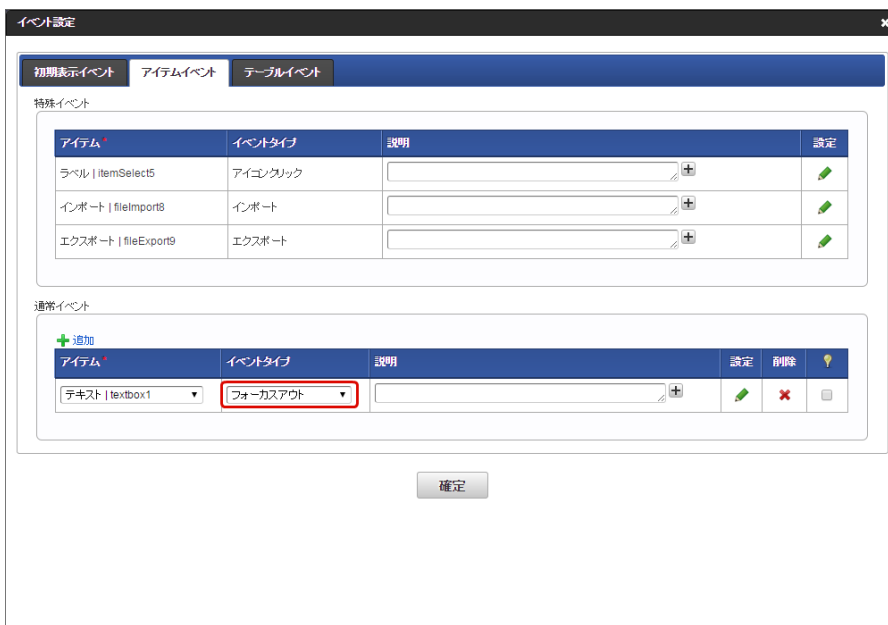 イベント設定
初期表示イベント アイテムイベント テーブルイベント
特殊イベント
アイテム* イベントタイプ 説明 設定
ラベル | itemSelect5 アイコンクリック
インポート | fileImport8 インポート
エクスポート | fileExport9 エクスポート
通常イベント
追加
アイテム* イベントタイプ 説明 設定 削除
テキスト | textbox1 フォーカスアウト
確定